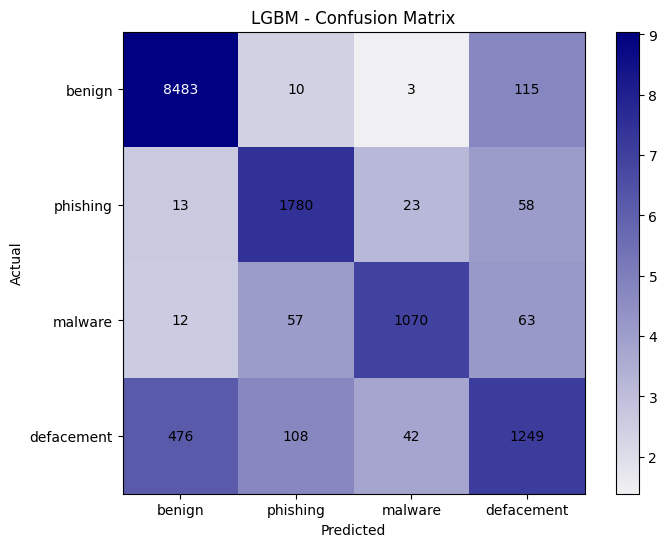 LGBM - Confusion Matrix
benign 8483 10 3 115
phishing 13 1780 23 58
malware 12 57 1070 63
defacement 476 108 42 1249
benign phishing malware defacement
Predicted
Actual
9
8
7
6
5
4
3
2